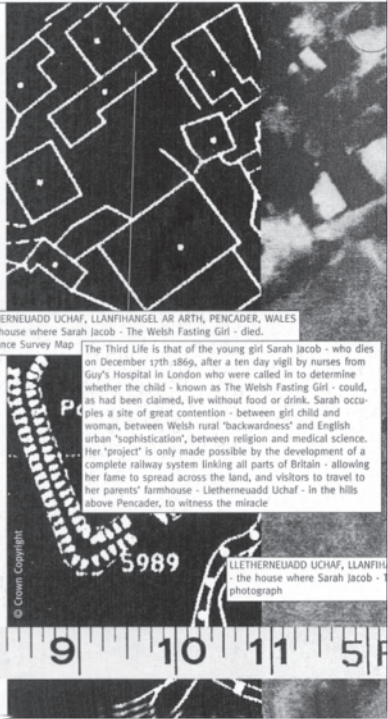 ERNEUADD UCHAF, LLANFIHANGEL AR ARTH, PENCADER, WALES
house where Sarah Jacob - The Welsh Fasting Girl - died.
nce Survey Map
The Third Life is that of the young girl Sarah Jacob - who dies
on December 17th 1869, after a ten day vigil by nurses from
Guy's Hospital in London who were called in to determine
whether the child - known as The Welsh Fasting Girl - could,
as had been claimed, live without food or drink. Sarah occu-
pies a site of great contention - between girl child and
woman, between Welsh rural 'backwardness' and English
urban 'sophistication', between religion and medical science.
Her 'project' is only made possible by the development of a
complete railway system linking all parts of Britain - allowing
her fame to spread across the land, and visitors to travel to
her parents' farmhouse - Lletherneuadd Uchaf - in the hills
above Pencader, to witness the miracle
5989
© Crown Copyright
LLETHERNEUADD UCHAF, LLANFIH
- the house where Sarah Jacob - T
photograph
9 10 11 5 F